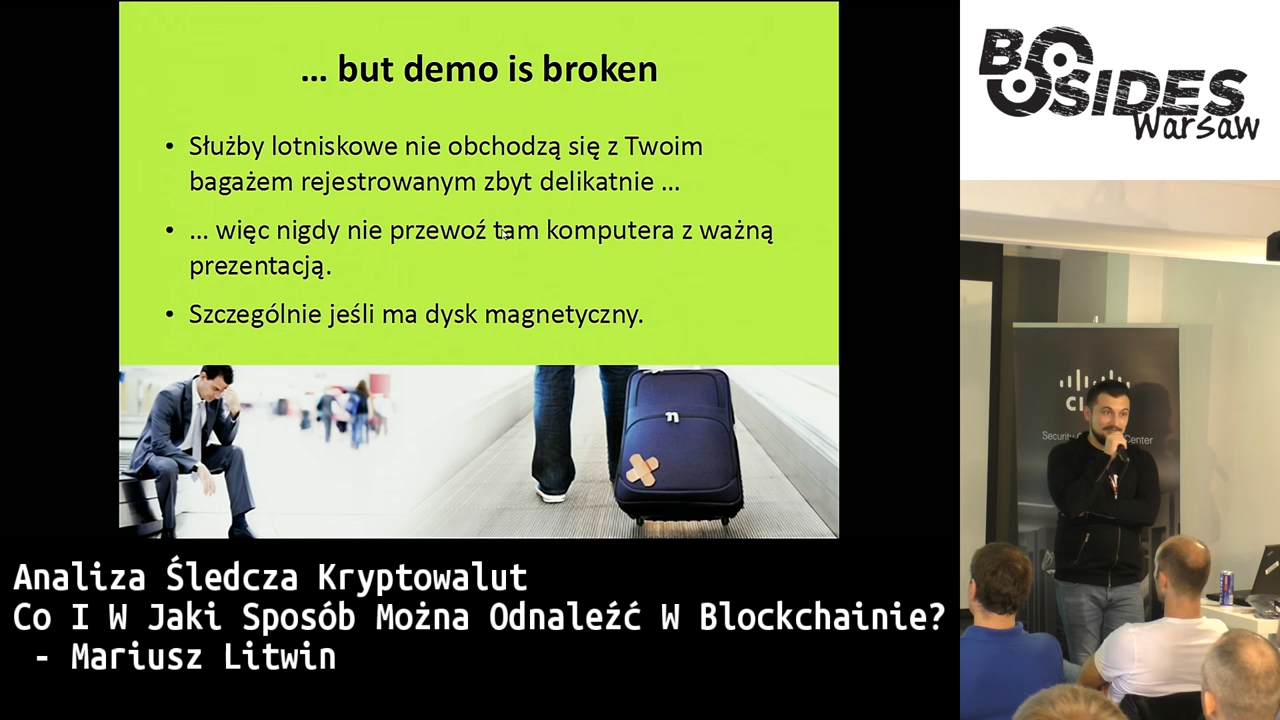 ... but demo is broken
• Służby lotniskowe nie obchodzą się z Twoim
bagażem rejestrowanym zbyt delikatnie ...
• ... więc nigdy nie przewoź tam komputera z ważną
prezentacją.
• Szczególnie jeśli ma dysk magnetyczny.
Analiza Śledcza Kryptowalut
Co I W Jaki Sposób Można Odnaleźć W Blockchainie?
- Mariusz Litwin
BSIDES
Warsaw
Security